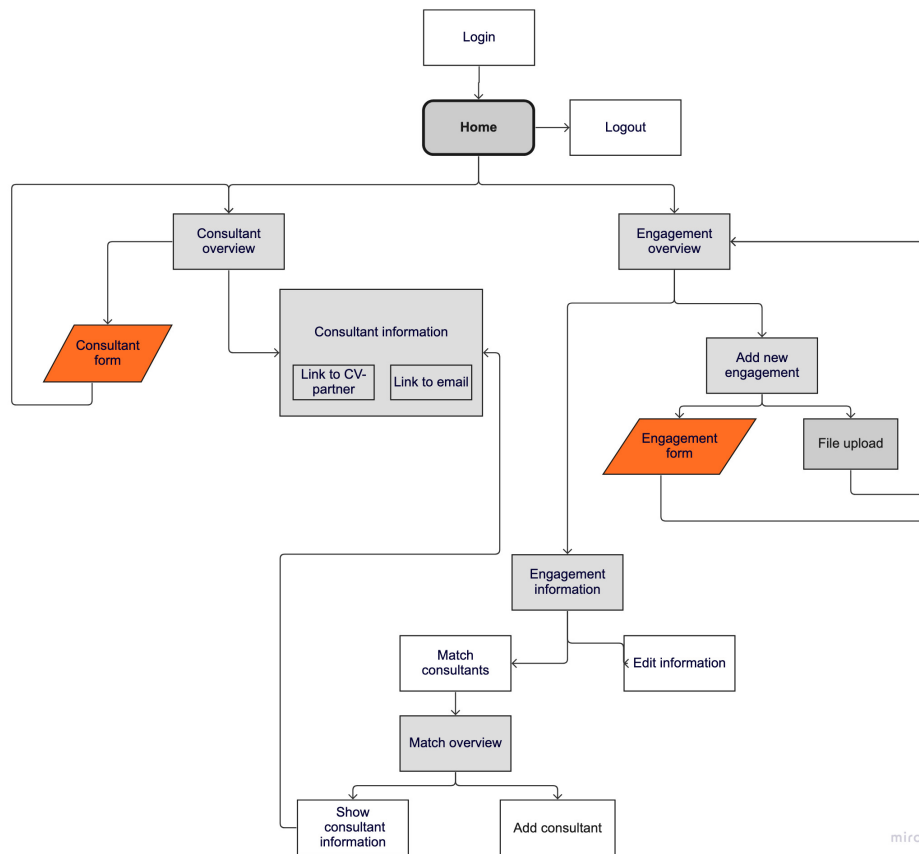 Login
Home
Logout
Consultant
overview
Engagement
overview
Consultant information
Link to CV-
partner
Link to email
Consultant
form
Add new
engagement
Engagement
form
File upload
Engagement
information
Match
consultants
Edit information
Match overview
Show
consultant
information
Add consultant